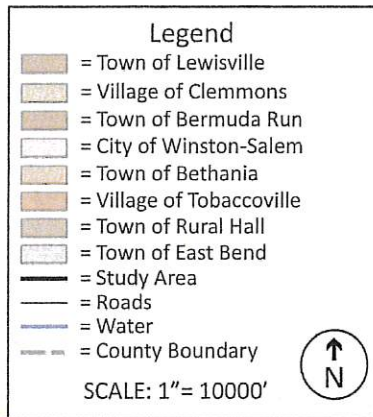 Legend
= Town of Lewisville
= Village of Clemmons
= Town of Bermuda Run
= City of Winston-Salem
= Town of Bethania
= Village of Tobaccoville
= Town of Rural Hall
= Town of East Bend
= Study Area
= Roads
= Water
= County Boundary
SCALE: 1"= 10000'
N